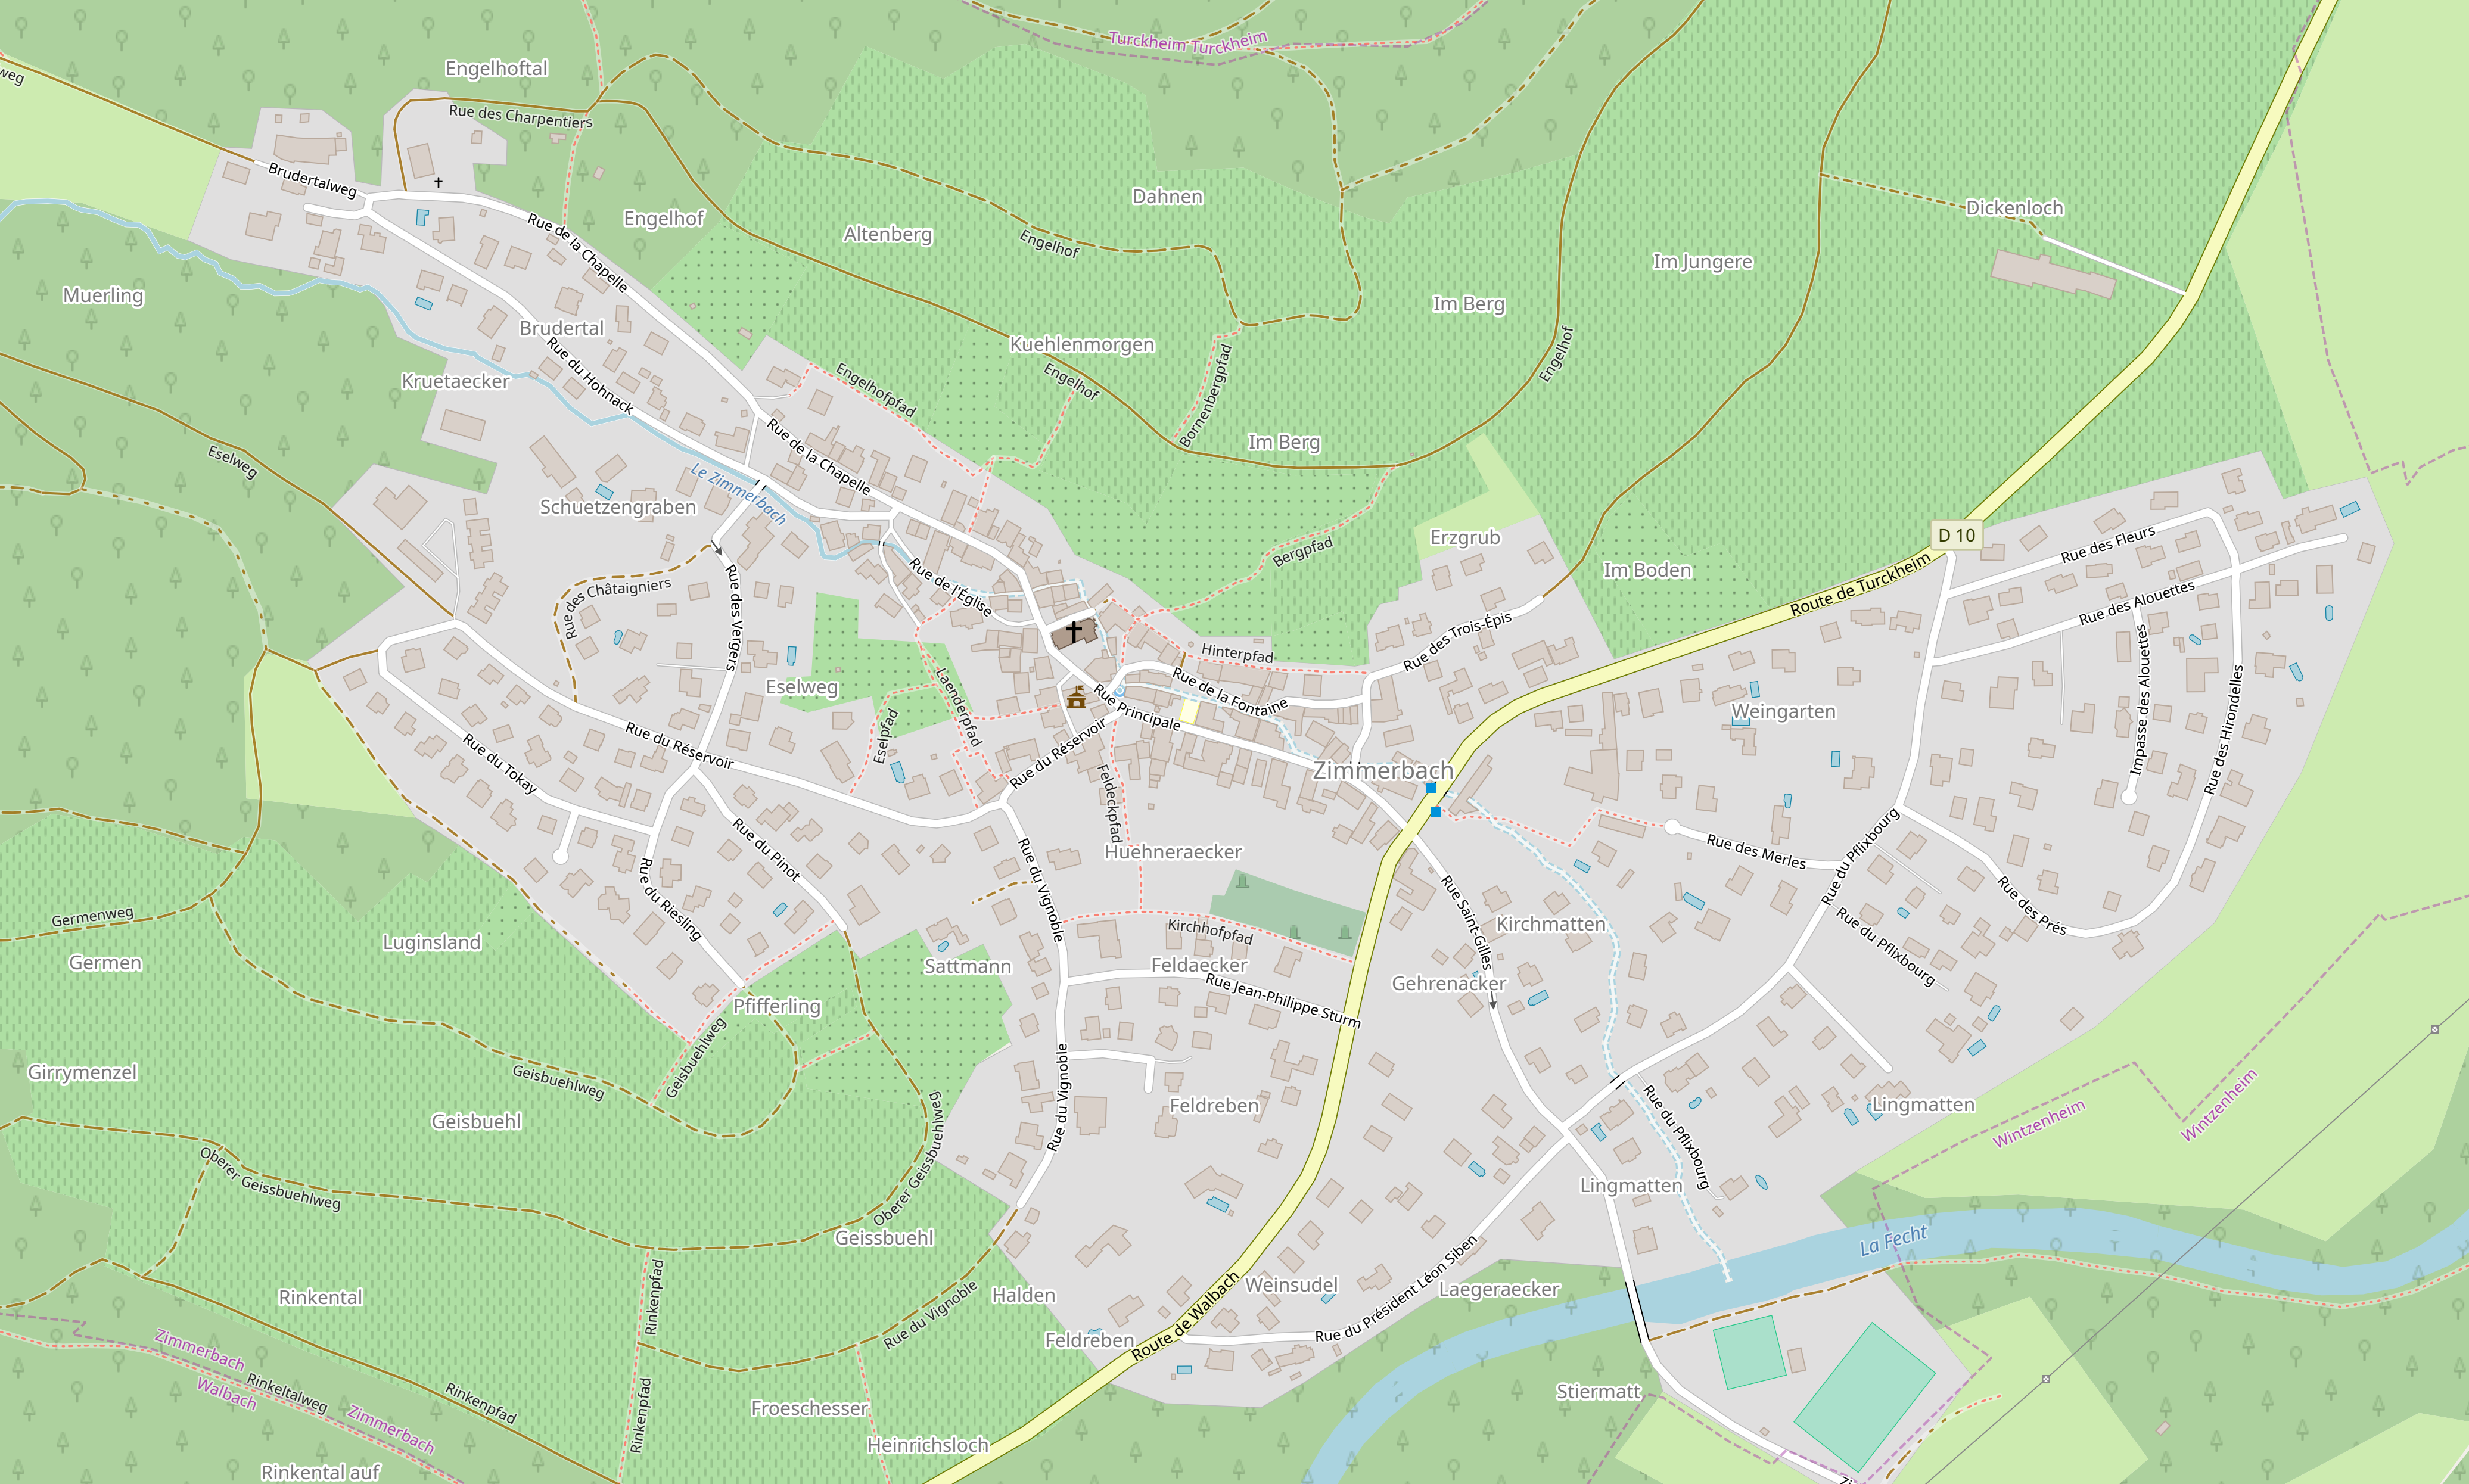 Turckheim Turckheim
Engelhoftal
weg
Rue des Charpentiers
Brudertalweg
Dahnen
Dickenloch
Engelhof
Rue de la Chapelle
Altenberg
Engelhof
Im Jungere
Muerling
Im Berg
Brudertal
Kuehlenmorgen
Engelhof
Rue du Hohnack
Kruetaecker
Engelhofpfad
Engelhof
Bornenbergpfad
Im Berg
Rue de la Chapelle
Eselweg
Le Zimmerbach
Schuetzengraben
Bergpfad
Erzgrub
D 10
Rue des Fleurs
Im Boden
Route de Turckheim
Rue des Châtaigniers
Rue des Vergers
Rue de l'Église
Rue des Alouettes
Rue des Trois-Épis
Hinterpfad
Eselweg
Laenderpfad
Rue de la Fontaine
Rue Principale
Weingarten
Impasse des Alouettes
Rue des Hirondelles
Eselpfad
Rue du Réservoir
Rue du Réservoir
Rue du Tokay
Zimmerbach
Feldeckpfad
Huehneraecker
Rue des Merles
Rue du Pflixbourg
Rue du Pinot
Rue du Vignoble
Rue du Riesling
Germenweg
Rue Saint-Gilles
Rue des Prés
Kirchmatten
Kirchhofpfad
Luginsland
Rue du Pflixbourg
Germen
Sattmann
Feldaecker
Gehrenacker
Rue Jean-Philippe Sturm
Pfifferling
Geisbuehlweg
Girrymenzel
Geisbuehlweg
Rue du Vignoble
Feldreben
Lingmatten
Geisbuehl
Oberer Geissbuehlweg
Rue du Pflixbourg
Wintzenheim
Wintzenheim
Oberer Geissbuehlweg
Lingmatten
Geissbuehl
La Fecht
Rinkental
Rinkenpfad
Halden
Weinsudel
Laegeraecker
Rue du Président Léon Siben
Rue du Vignoble
Feldreben
Route de Walbach
Zimmerbach
Walbach
Rinkeltalweg
Zimmerbach
Rinkenpfad
Rinkenpfad
Froeschesser
Stiermatt
Heinrichsloch
Rinkental auf